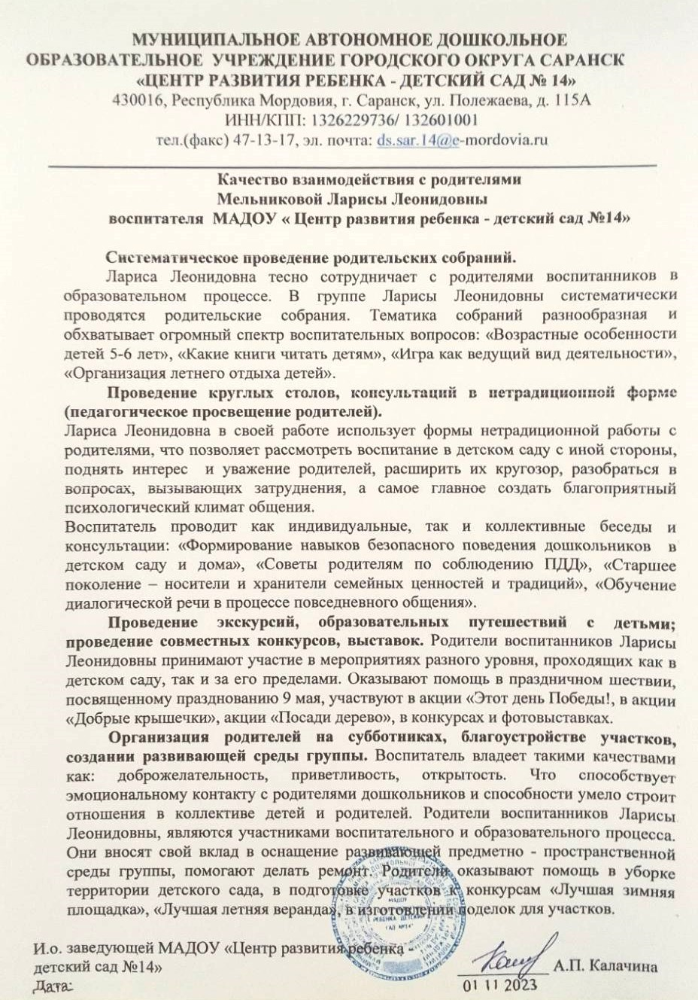 МУНИЦИПАЛЬНОЕ АВТОНОМНОЕ ДОШКОЛЬНОЕ
ОБРАЗОВАТЕЛЬНОЕ УЧРЕЖДЕНИЕ ГОРОДСКОГО ОКРУГА САРАНСК
«ЦЕНТР РАЗВИТИЯ РЕБЕНКА - ДЕТСКИЙ САД № 14»
430016, Республика Мордовия, г. Саранск, ул. Полежаева, д. 115А
ИНН/КПП: 1326229736/ 132601001
тел.(факс) 47-13-17, эл. почта: ds.sar.14@e-mordovia.ru
Качество взаимодействия с родителями
Мельниковой Ларисы Леонидовны
воспитателя МАДОУ « Центр развития ребенка - детский сад №14»
Систематическое проведение родительских собраний.
Лариса Леонидовна тесно сотрудничает с родителями воспитанников в
образовательном процессе. В группе Ларисы Леонидовны систематически
проводятся родительские собрания. Тематика собраний разнообразная и
обхватывает огромный спектр воспитательных вопросов: «Возрастные особенности
детей 5-6 лет», «Какие книги читать детям», «Игра как ведущий вид деятельности»,
«Организация летнего отдыха детей».
Проведение круглых столов, консультаций в нетрадиционной форме
(педагогическое просвещение родителей).
Лариса Леонидовна в своей работе использует формы нетрадиционной работы с
родителями, что позволяет рассмотреть воспитание в детском саду с иной стороны,
поднять интерес и уважение родителей, расширить их кругозор, разобраться в
вопросах, вызывающих затруднения, а самое главное создать благоприятный
психологический климат общения.
Воспитатель проводит как индивидуальные, так и коллективные беседы и
консультации: «Формирование навыков безопасного поведения дошкольников в
детском саду и дома», «Советы родителям по соблюдению ПДД», «Старшее
поколение – носители и хранители семейных ценностей и традиций», «Обучение
диалогической речи в процессе повседневного общения».
Проведение экскурсий, образовательных путешествий с детьми;
проведение совместных конкурсов, выставок. Родители воспитанников Ларисы
Леонидовны принимают участие в мероприятиях разного уровня, проходящих как в
детском саду, так и за его пределами. Оказывают помощь в праздничном шествии,
посвященному празднованию 9 мая, участвуют в акции «Этот день Победы!, в акции
«Добрые крышечки», акции «Посади дерево», в конкурсах и фотовыставках.
Организация родителей на субботниках, благоустройстве участков,
создании развивающей среды группы. Воспитатель владеет такими качествами
как: доброжелательность, приветливость, открытость. Что способствует
эмоциональному контакту с родителями дошкольников и способности умело строит
отношения в коллективе детей и родителей. Родители воспитанников Ларисы
Леонидовны, являются участниками воспитательного и образовательного процесса.
Они вносят свой вклад в оснащение развивающей предметно - пространственной
среды группы, помогают делать ремонт. Родители оказывают помощь в уборке
территории детского сада, в подготовке участков к конкурсам «Лучшая зимняя
площадка», «Лучшая летняя веранда», в изготовлении поделок для участков.
И.о. заведующей МАДОУ «Центр развития ребенка -
детский сад №14»
А.П. Калачина
Дата:
01 11 2023
МАДОУ
РЕБЕНКА ДЕТСКИЙ